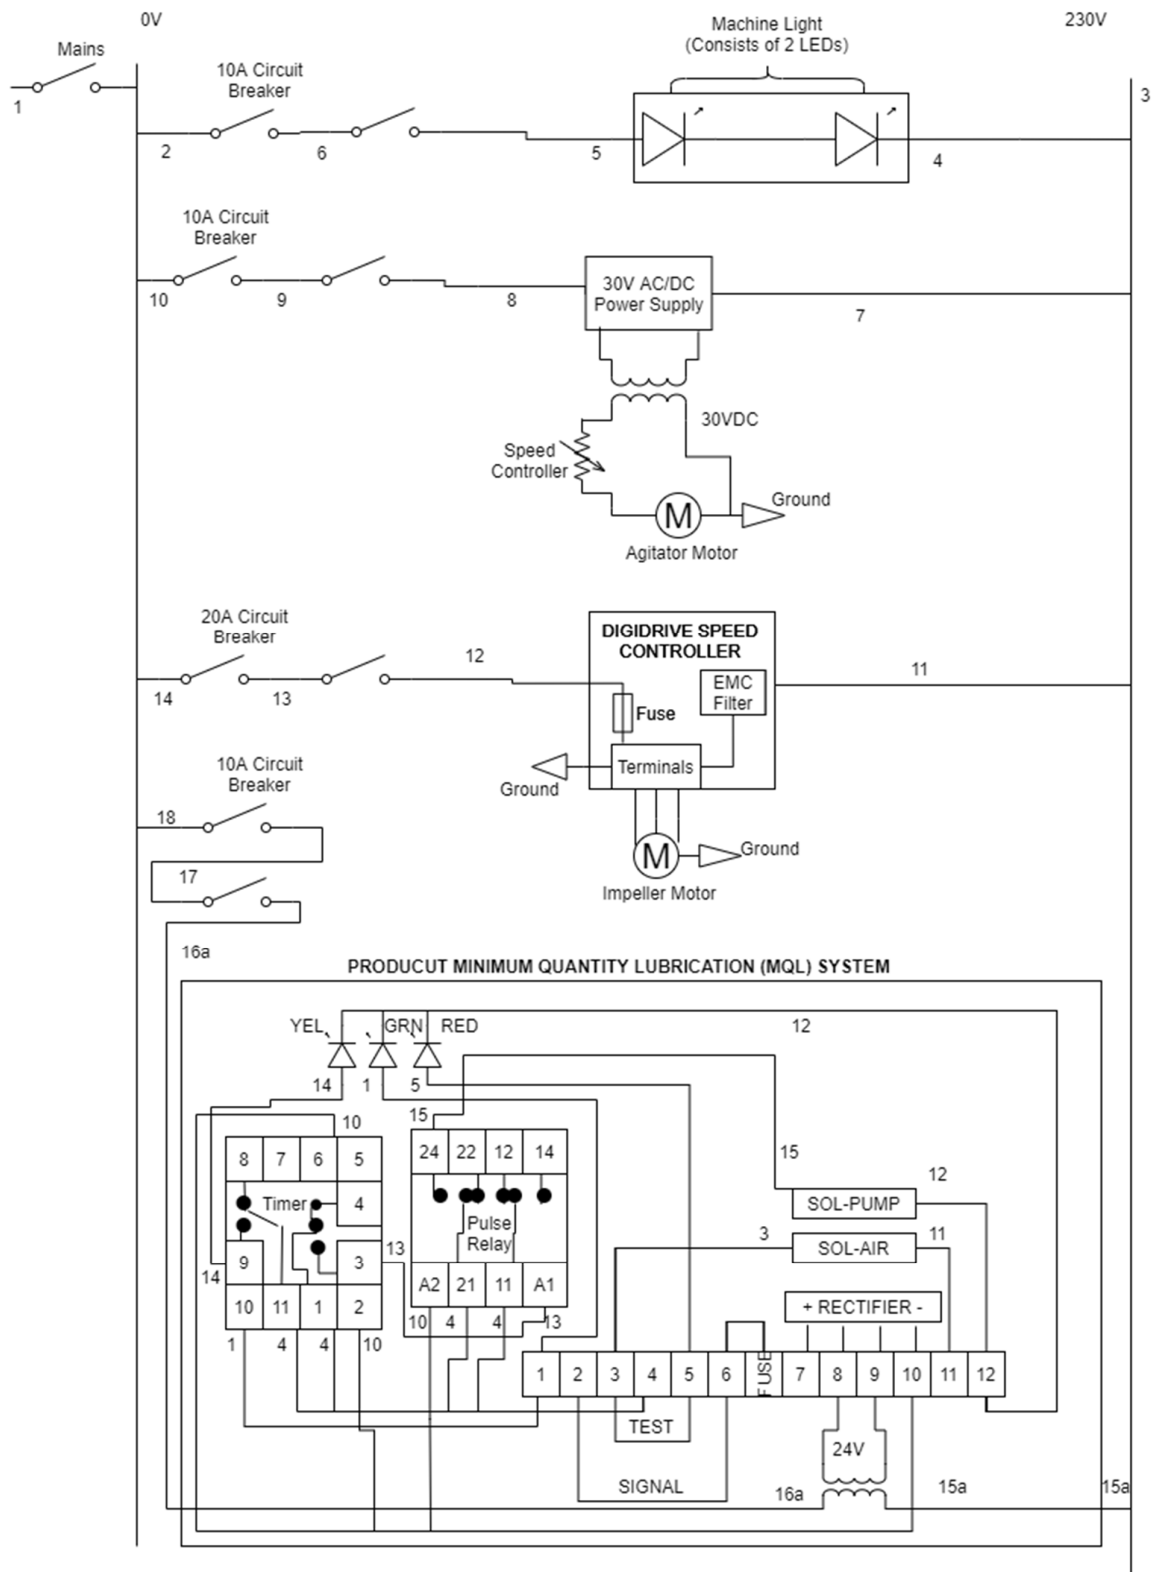 0V
230V
Machine Light
(Consists of 2 LEDs)
Mains
1
3
10A Circuit
Breaker
2
6
5
4
10A Circuit
Breaker
10
9
8
7
30V AC/DC
Power Supply
30VDC
Speed
Controller
M
Ground
Agitator Motor
20A Circuit
Breaker
14
13
12
11
DIGIDRIVE SPEED
CONTROLLER
EMC
Filter
Fuse
Terminals
Ground
M
Ground
Impeller Motor
10A Circuit
Breaker
18
17
16a
PRODUCUT MINIMUM QUANTITY LUBRICATION (MQL) SYSTEM
YEL
GRN
RED
12
14
1
5
10
15
8
7
6
5
24
22
12
14
15
12
Timer
4
Pulse
Relay
SOL-PUMP
3
SOL-AIR
11
9
3
13
14
10
11
1
2
A2
21
11
A1
+ RECTIFIER -
1
4
4
10
10
4
4
13
1
2
3
4
5
6
FUSE
7
8
9
10
11
12
TEST
24V
SIGNAL
16a
15a
15a